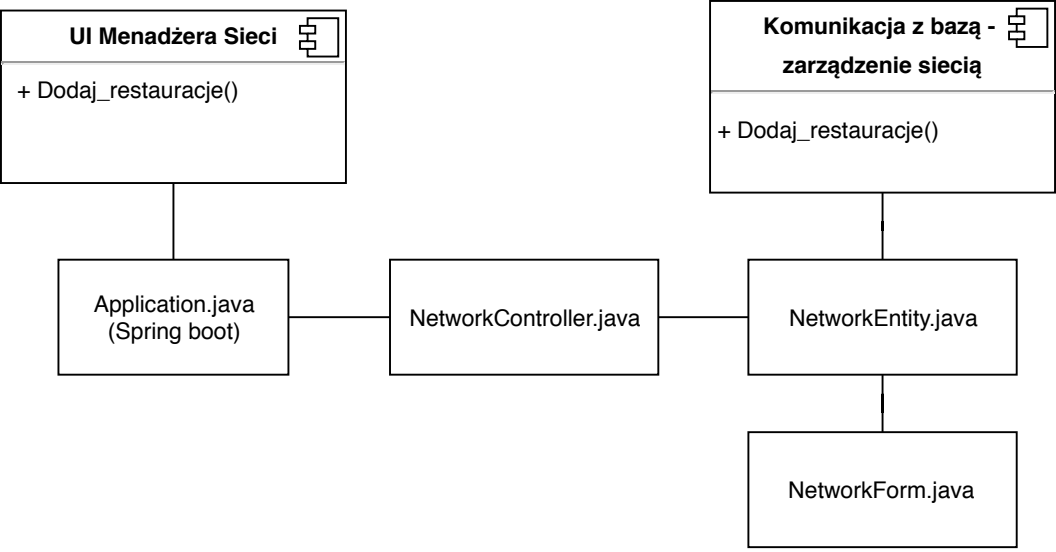 UI Menadżera Sieci
+ Dodaj_restauracje()
Komunikacja z bazą -
zarządzenie siecią
+ Dodaj_restauracje()
Application.java
(Spring boot)
NetworkController.java
NetworkEntity.java
NetworkForm.java